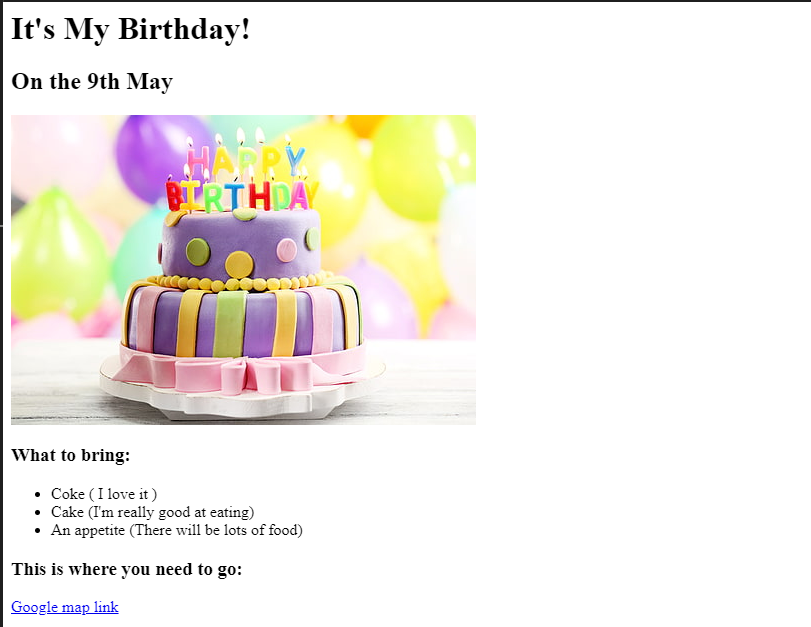 It's My Birthday!
On the 9th May
HAPPY
BIRTHDAY
What to bring:
Coke ( I love it )
Cake (I'm really good at eating)
An appetite (There will be lots of food)
This is where you need to go:
Google map link